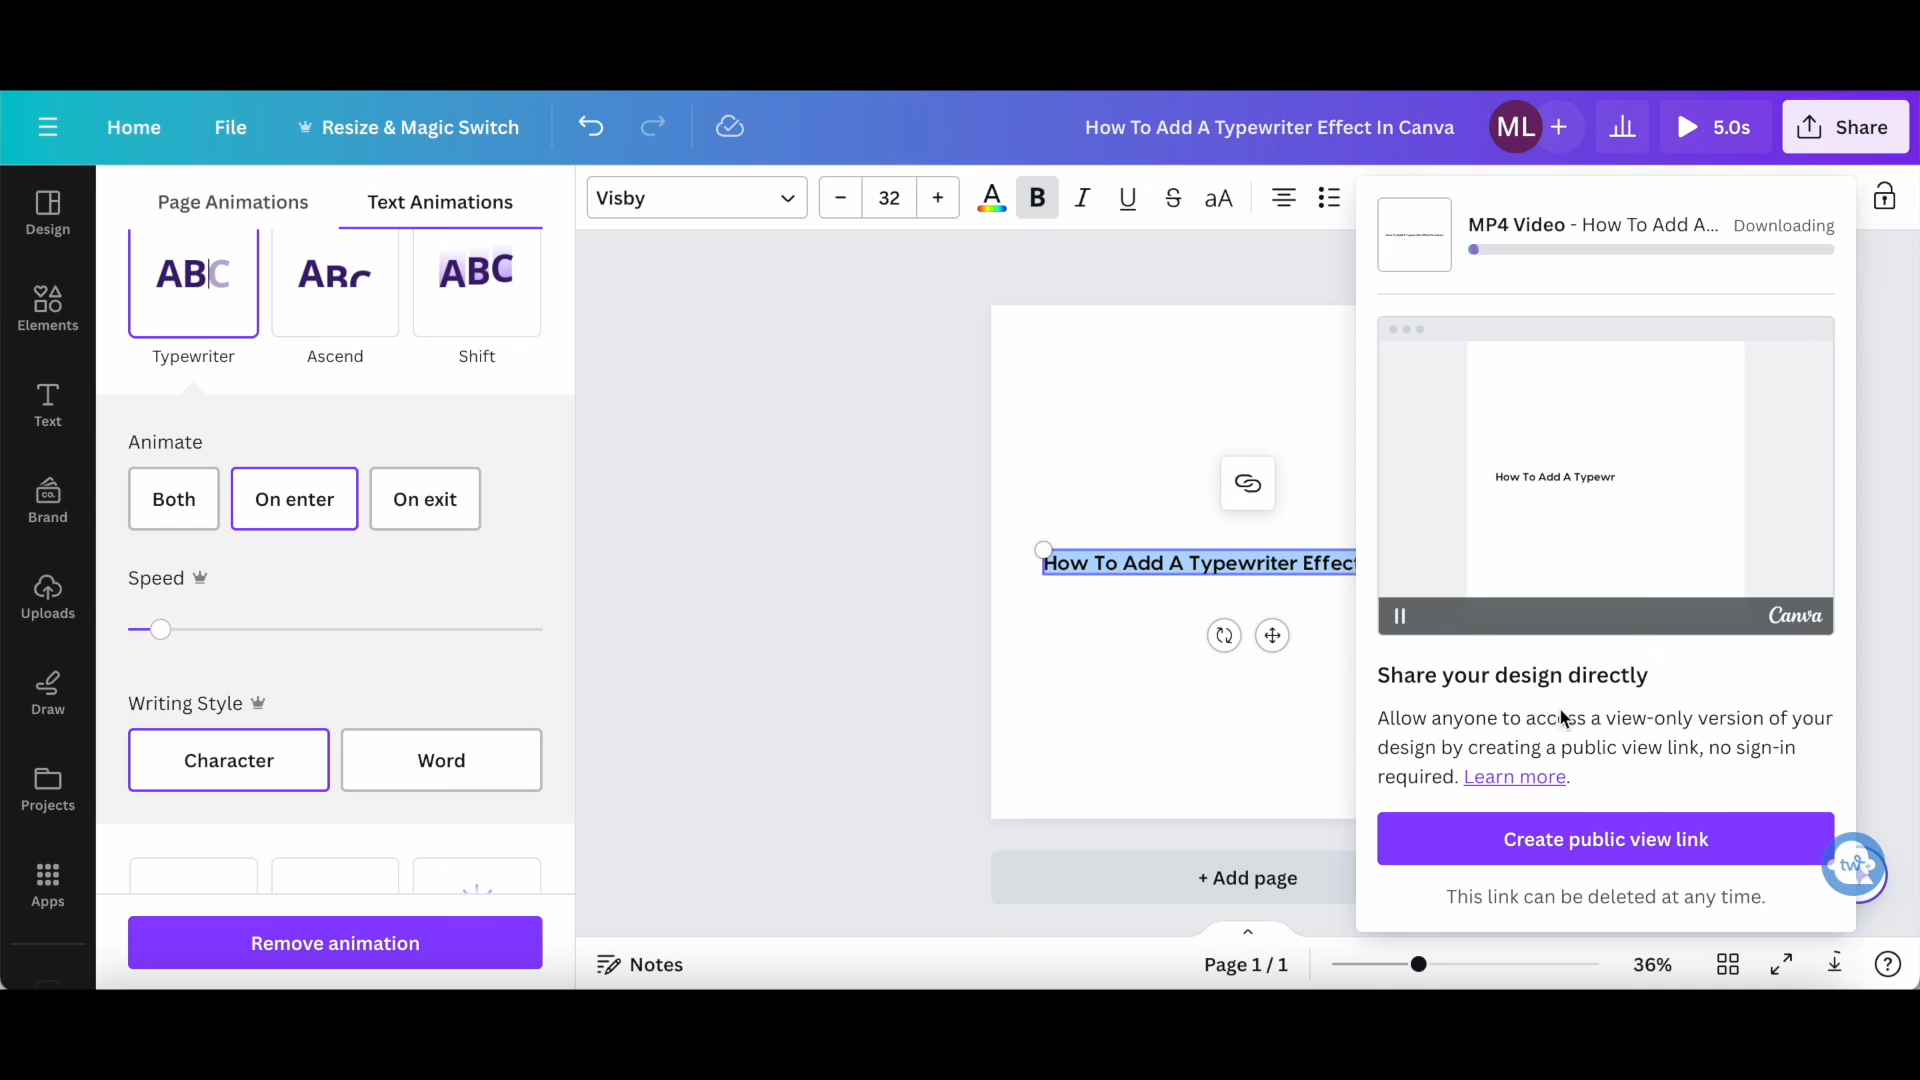 Home
File
Resize & Magic Switch
How To Add A Typewriter Effect In Canva
ML
+
5.0s
Share
Design
Elements
Text
Brand
CO.
Uploads
Draw
Projects
Apps
Page Animations
Text Animations
ABC
ABC
ABC
Typewriter
Ascend
Shift
Animate
Both
On enter
On exit
Speed
Writing Style
Character
Word
Remove animation
Visby
− 32 +
A
B
I
U
S
aA
How To Add A Typewriter Effect
+ Add page
Notes
Page 1 / 1
36%
?
MP4 Video - How To Add A... Downloading
How To Add A Typewr
Canva
Share your design directly
Allow anyone to access a view-only version of your
design by creating a public view link, no sign-in
required. Learn more.
Create public view link
This link can be deleted at any time.
tw